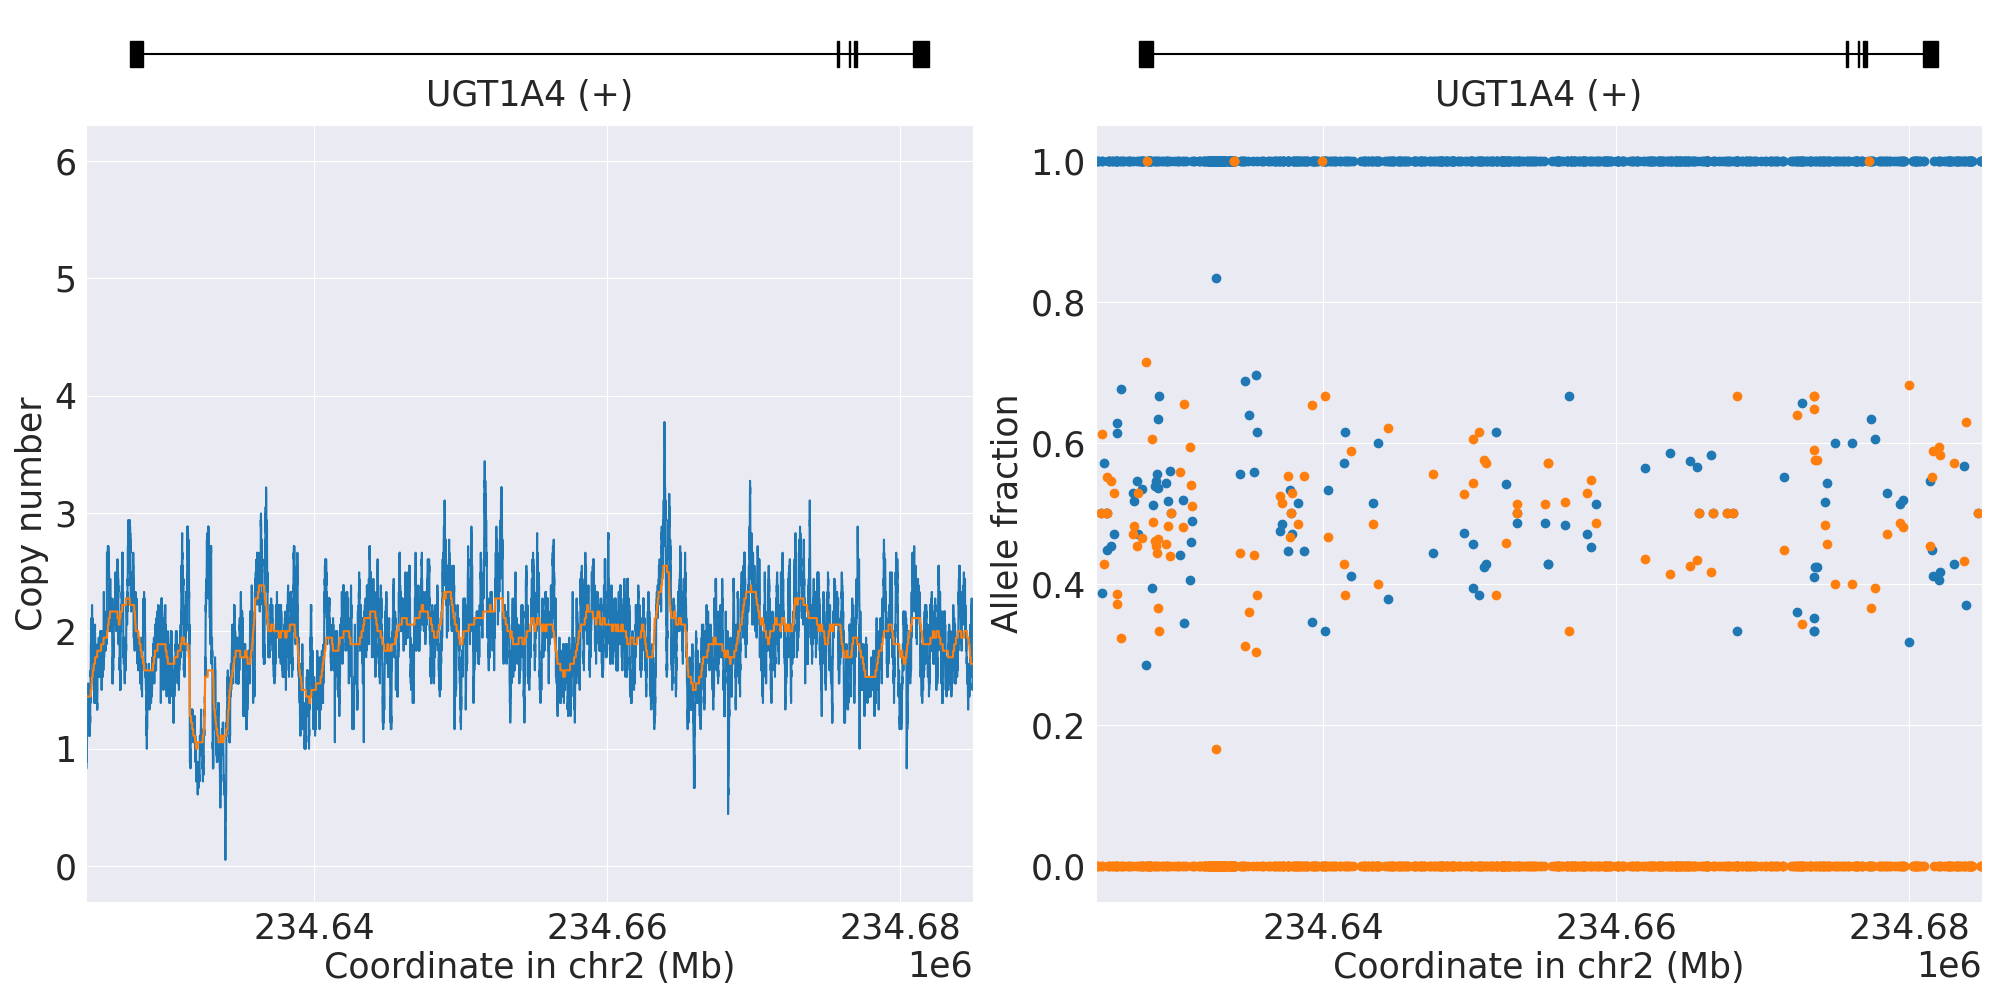 UGT1A4 (+)
6
5
4
3
2
1
0
Copy number
234.64 234.66 234.68
Coordinate in chr2 (Mb)
1e6
UGT1A4 (+)
1.0
0.8
0.6
0.4
0.2
0.0
Allele fraction
234.64 234.66 234.68
Coordinate in chr2 (Mb)
1e6